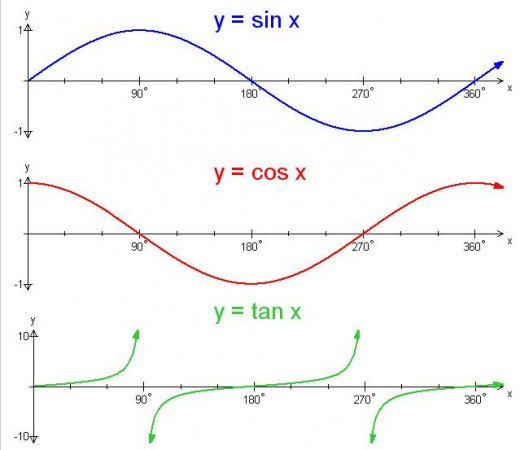 y = sin x
y
1
90° 180° 270° 360° x
-1
y = cos x
y
1
90° 180° 270° 360° x
-1
y = tan x
y
10
90° 180° 270° 360° x
-10